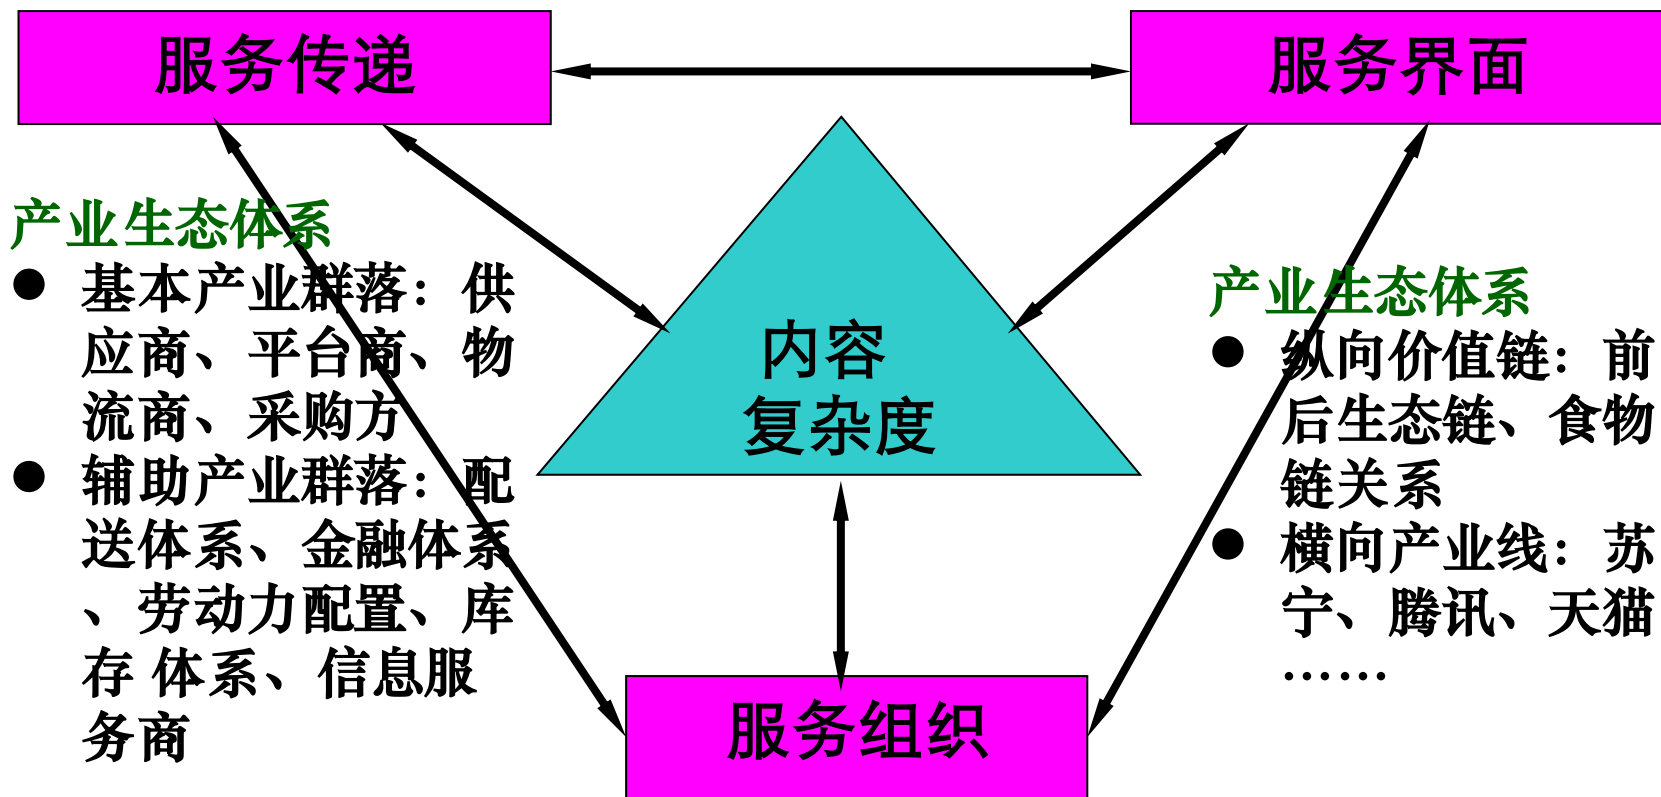 服务传递
服务界面
产业生态体系
● 基本产业群落：供
应商、平台商、物
流商、采购方
● 辅助产业群落：配
送体系、金融体系
、劳动力配置、库
存 体系、信息服
务商
内容
复杂度
产业生态体系
● 纵向价值链：前
后生态链、食物
链关系
● 横向产业线：苏
宁、腾讯、天猫
……
服务组织